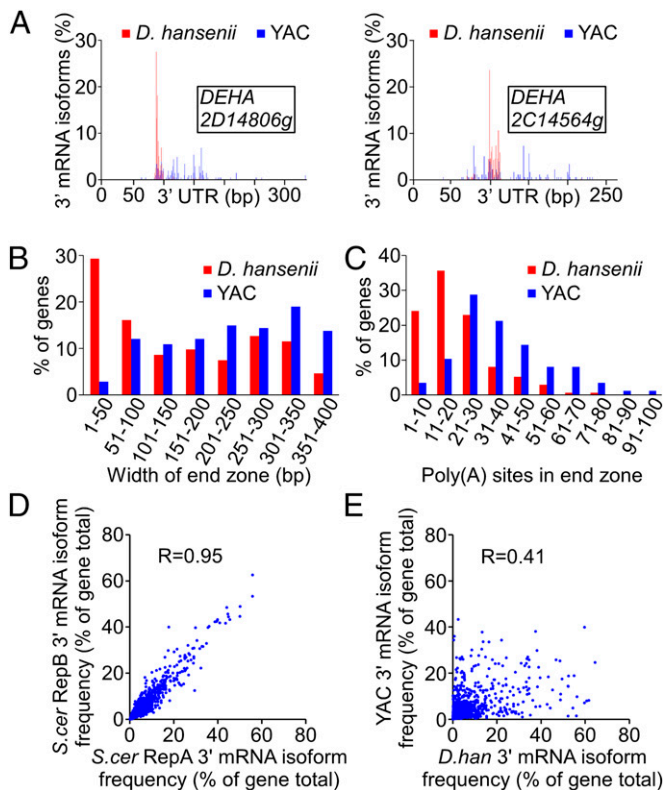 A
D. hansenii YAC
3' mRNA isoforms (%)
30
20
10
0
DEHA
2D14806g
0 50 3' UTR (bp) 300
D. hansenii YAC
3' mRNA isoforms (%)
30
20
10
0
DEHA
2C14564g
0 50 3' UTR (bp) 250
B
% of genes
30
20
10
0
D. hansenii
YAC
1-50
51-100
101-150
151-200
201-250
251-300
301-350
351-400
Width of end zone (bp)
C
% of genes
40
30
20
10
0
D. hansenii
YAC
1-10
11-20
21-30
31-40
41-50
51-60
61-70
71-80
81-90
91-100
Poly(A) sites in end zone
D
S.cer RepB 3' mRNA isoform
frequency (% of gene total)
80
60
40
20
0
R=0.95
0 20 40 60 80
S.cer RepA 3' mRNA isoform
frequency (% of gene total)
E
YAC 3' mRNA isoform
frequency (% of gene total)
80
60
40
20
0
R=0.41
0 20 40 60 80
D.han 3' mRNA isoform
frequency (% of gene total)